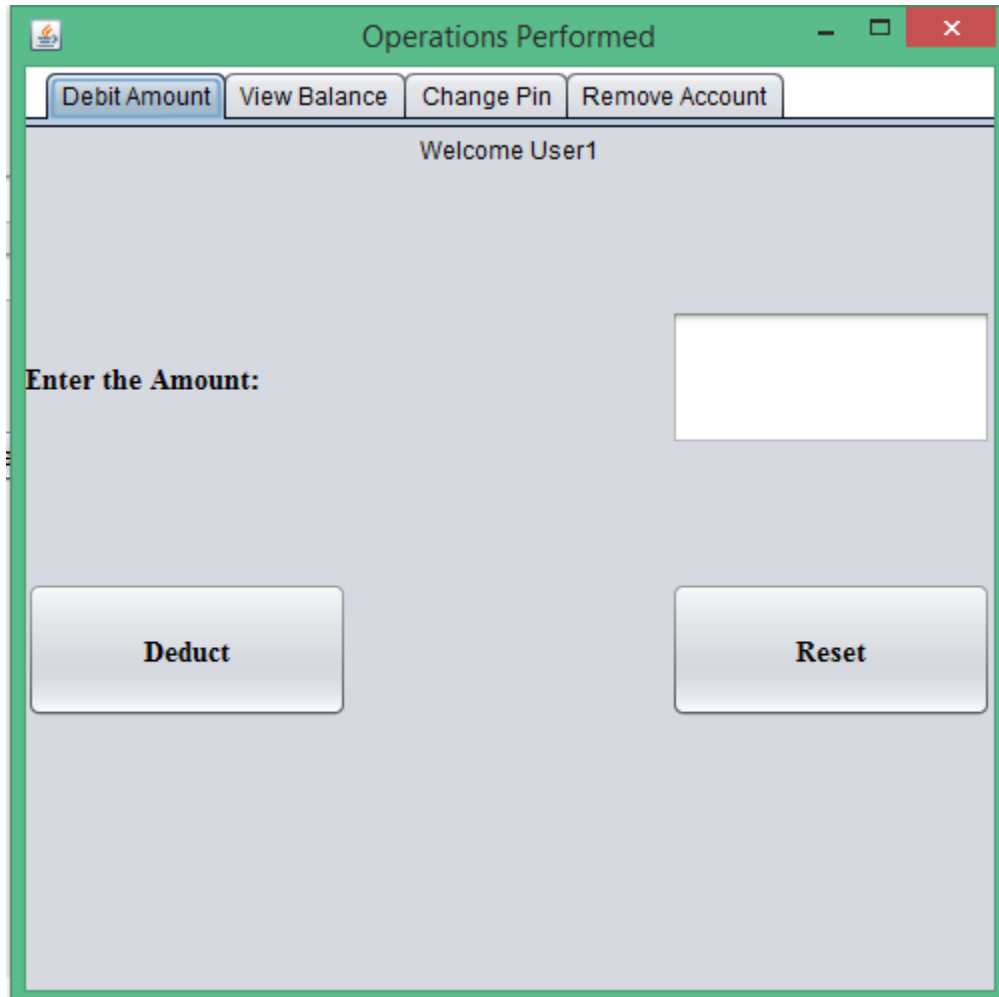 Operations Performed
Debit Amount View Balance Change Pin Remove Account
Welcome User1
Enter the Amount:
Deduct Reset